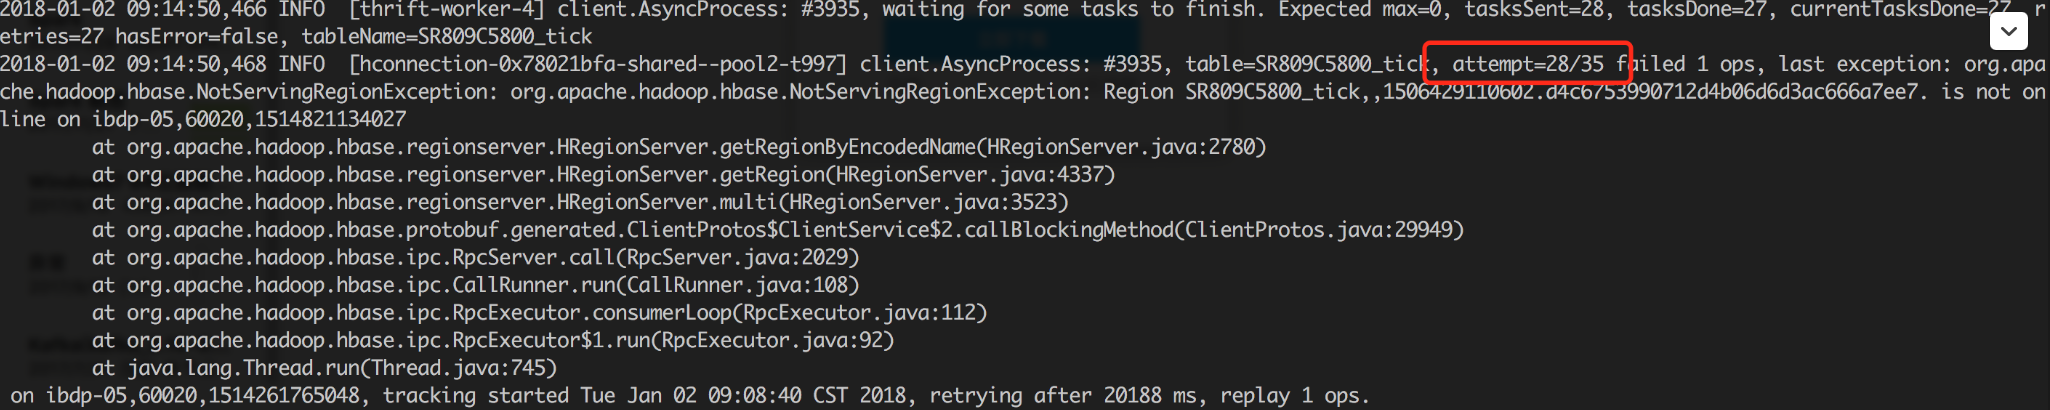 2018-01-02 09:14:50,466 INFO  [thrift-worker-4] client.AsyncProcess: #3935, waiting for some tasks to finish. Expected max=0, tasksSent=28, tasksDone=27, currentTasksDone=27, r
etries=27 hasError=false, tableName=SR809C5800_tick
2018-01-02 09:14:50,468 INFO  [hconnection-0x78021bfa-shared--pool2-t997] client.AsyncProcess: #3935, table=SR809C5800_tick, attempt=28/35 failed 1 ops, last exception: org.apa
che.hadoop.hbase.NotServingRegionException: org.apache.hadoop.hbase.NotServingRegionException: Region SR809C5800_tick,,1506429110602.d4c6753990712d4b06d6d3ac666a7ee7. is not on
line on ibdp-05,60020,1514821134027
at org.apache.hadoop.hbase.regionserver.HRegionServer.getRegionByEncodedName(HRegionServer.java:2780)
at org.apache.hadoop.hbase.regionserver.HRegionServer.getRegion(HRegionServer.java:4337)
at org.apache.hadoop.hbase.regionserver.HRegionServer.multi(HRegionServer.java:3523)
at org.apache.hadoop.hbase.protobuf.generated.ClientProtos$ClientService$2.callBlockingMethod(ClientProtos.java:29949)
at org.apache.hadoop.hbase.ipc.RpcServer.call(RpcServer.java:2029)
at org.apache.hadoop.hbase.ipc.CallRunner.run(CallRunner.java:108)
at org.apache.hadoop.hbase.ipc.RpcExecutor.consumerLoop(RpcExecutor.java:112)
at org.apache.hadoop.hbase.ipc.RpcExecutor$1.run(RpcExecutor.java:92)
at java.lang.Thread.run(Thread.java:745)
on ibdp-05,60020,1514261765048, tracking started Tue Jan 02 09:08:40 CST 2018, retrying after 20188 ms, replay 1 ops.